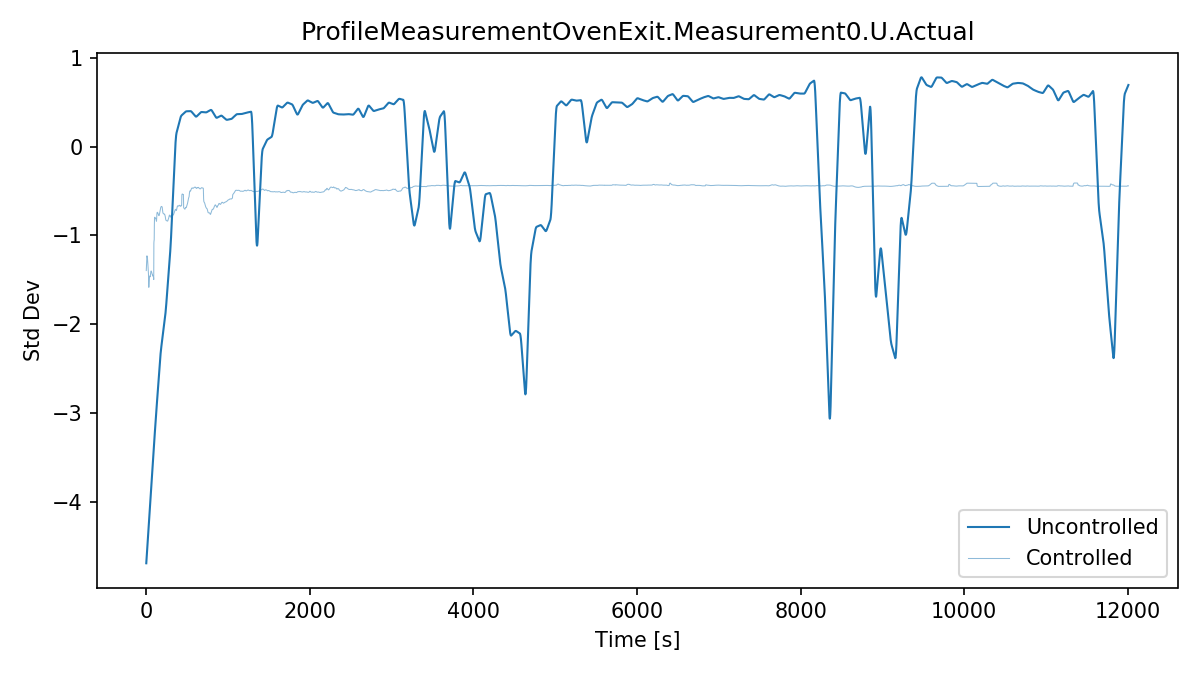 ProfileMeasurementOvenExit.Measurement0.U.Actual
1
0
−1
−2
−3
−4
Std Dev
0 2000 4000 6000 8000 10000 12000
Time [s]
Uncontrolled
Controlled